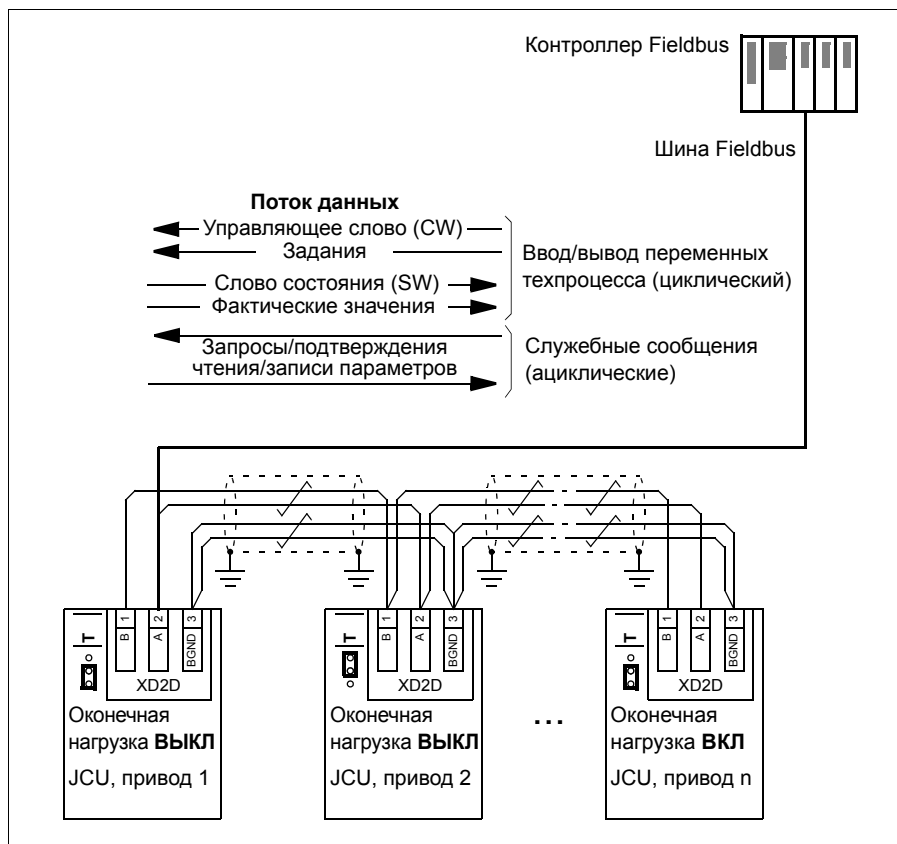 Контроллер Fieldbus
Шина Fieldbus
Поток данных
Управляющее слово (CW)
Задания
Слово состояния (SW)
Фактические значения
Ввод/вывод переменных
техпроцесса (циклический)
Запросы/подтверждения
чтения/записи параметров
Служебные сообщения
(ациклические)
T
B 1
A 2
BGND 3
XD2D
Оконечная
нагрузка ВЫКЛ
JCU, привод 1
T
B 1
A 2
BGND 3
XD2D
Оконечная
нагрузка ВЫКЛ
JCU, привод 2
...
T
B 1
A 2
BGND 3
XD2D
Оконечная
нагрузка ВКЛ
JCU, привод n